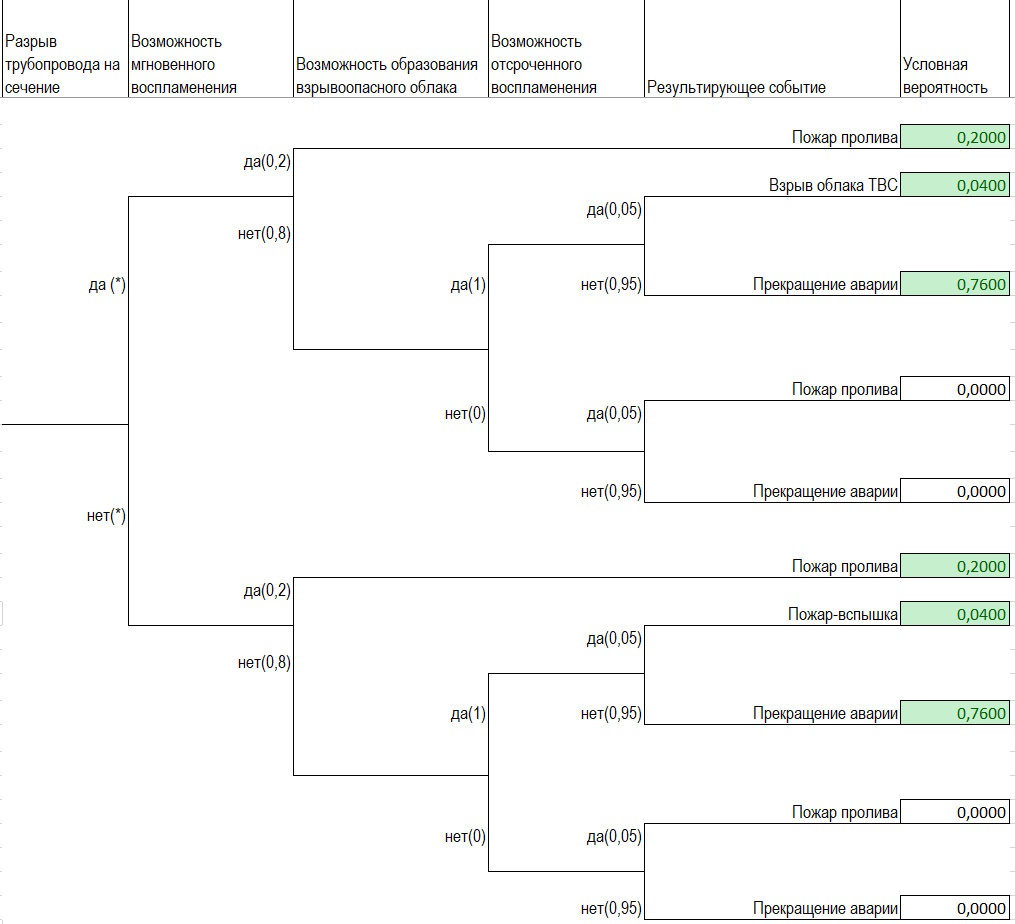 Разрыв
трубопровода на
сечение
Возможность
мгновенного
воспламенения
Возможность образования
взрывоопасного облака
Возможность
отсроченного
воспламенения
Результирующее событие
Условная
вероятность
Пожар пролива 0,2000
да(0,2)
Взрыв облака ТВС 0,0400
да(0,05)
нет(0,8)
да (*)
да(1)
нет(0,95)
Прекращение аварии 0,7600
Пожар пролива 0,0000
нет(0)
да(0,05)
нет(0,95)
Прекращение аварии 0,0000
нет(*)
Пожар пролива 0,2000
да(0,2)
Пожар-вспышка 0,0400
да(0,05)
нет(0,8)
да(1)
нет(0,95)
Прекращение аварии 0,7600
Пожар пролива 0,0000
нет(0)
да(0,05)
нет(0,95)
Прекращение аварии 0,0000